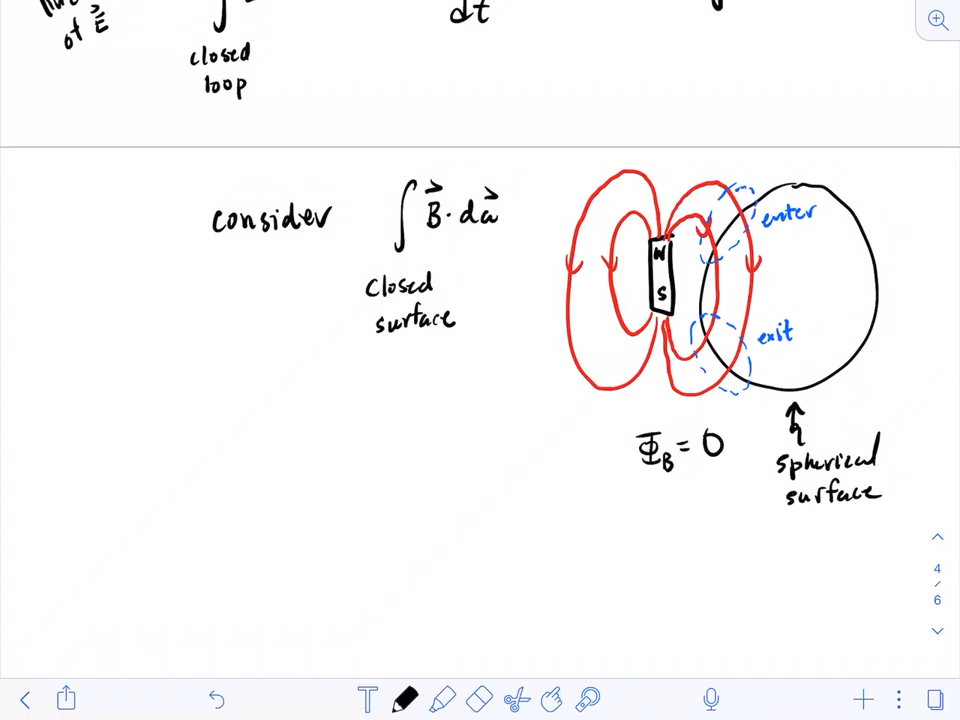 of E⃗
dt
closed
loop
consider ∫ B⃗ · da⃗
closed
surface
N
S
enter
exit
Φ_B = 0
spherical
surface
4
/
6
T